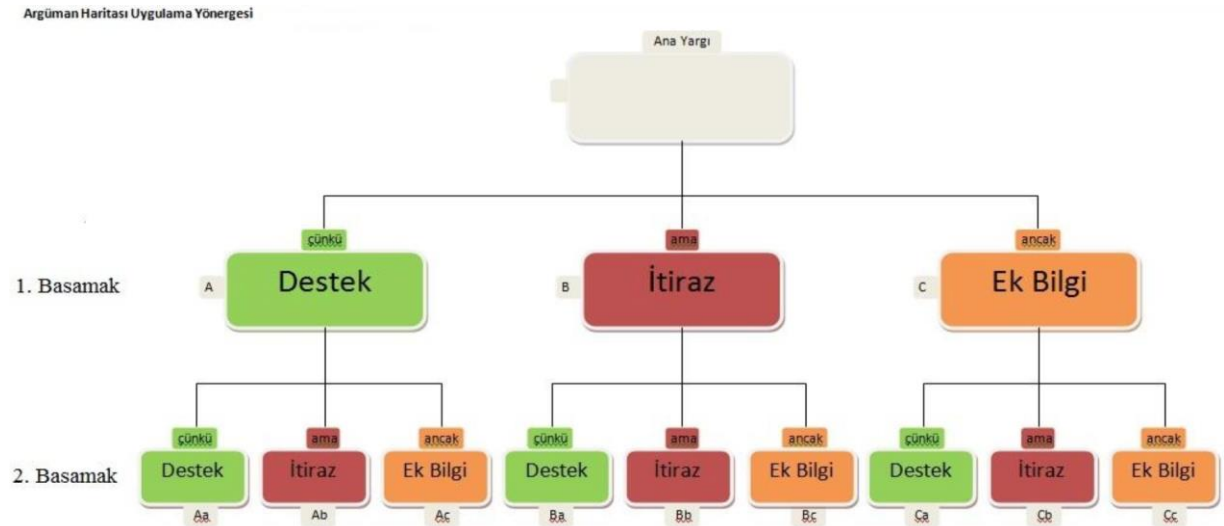 Argüman Haritası Uygulama Yönergesi
Ana Yargı
çünkü ama ancak
1. Basamak A Destek B İtiraz C Ek Bilgi
çünkü ama ancak çünkü ama ancak çünkü ama ancak
2. Basamak Destek İtiraz Ek Bilgi Destek İtiraz Ek Bilgi Destek İtiraz Ek Bilgi
Aa Ab Ac Ba Bb Bc Ca Cb Cc